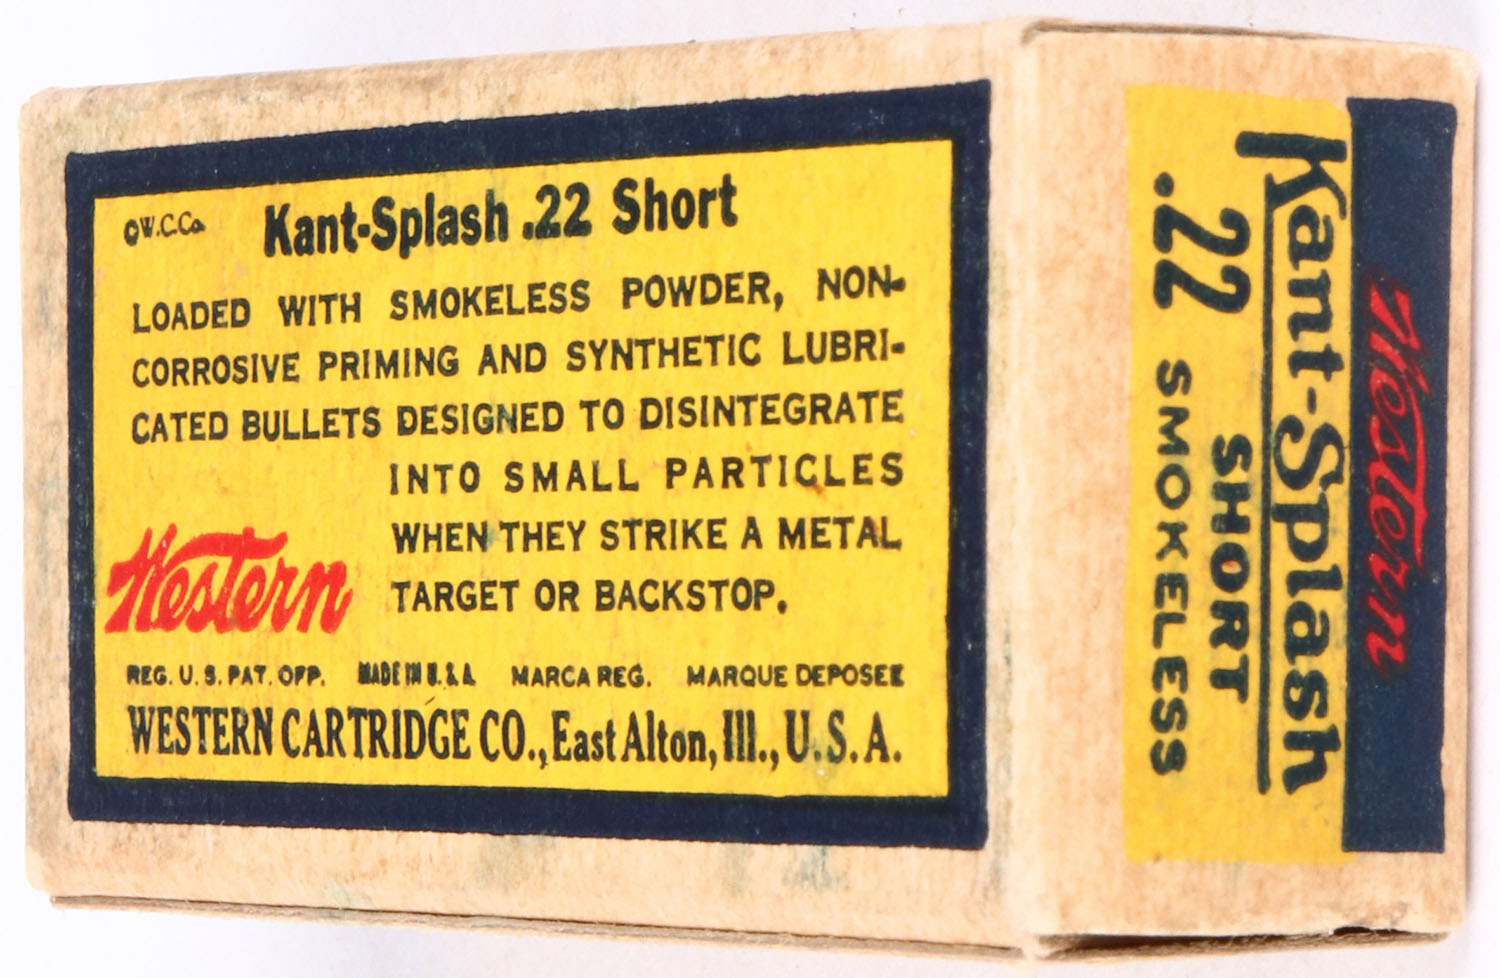 ©W.C.Co. Kant-Splash .22 Short
LOADED WITH SMOKELESS POWDER, NON-
CORROSIVE PRIMING AND SYNTHETIC LUBRI-
CATED BULLETS DESIGNED TO DISINTEGRATE
INTO SMALL PARTICLES
WHEN THEY STRIKE A METAL
TARGET OR BACKSTOP.
Western
REG. U. S. PAT. OFF. MADE IN U.S.A. MARCA REG. MARQUE DEPOSEE
WESTERN CARTRIDGE CO., East Alton, Ill., U.S.A.
Western
Kant-Splash
.22 SHORT
SMOKELESS